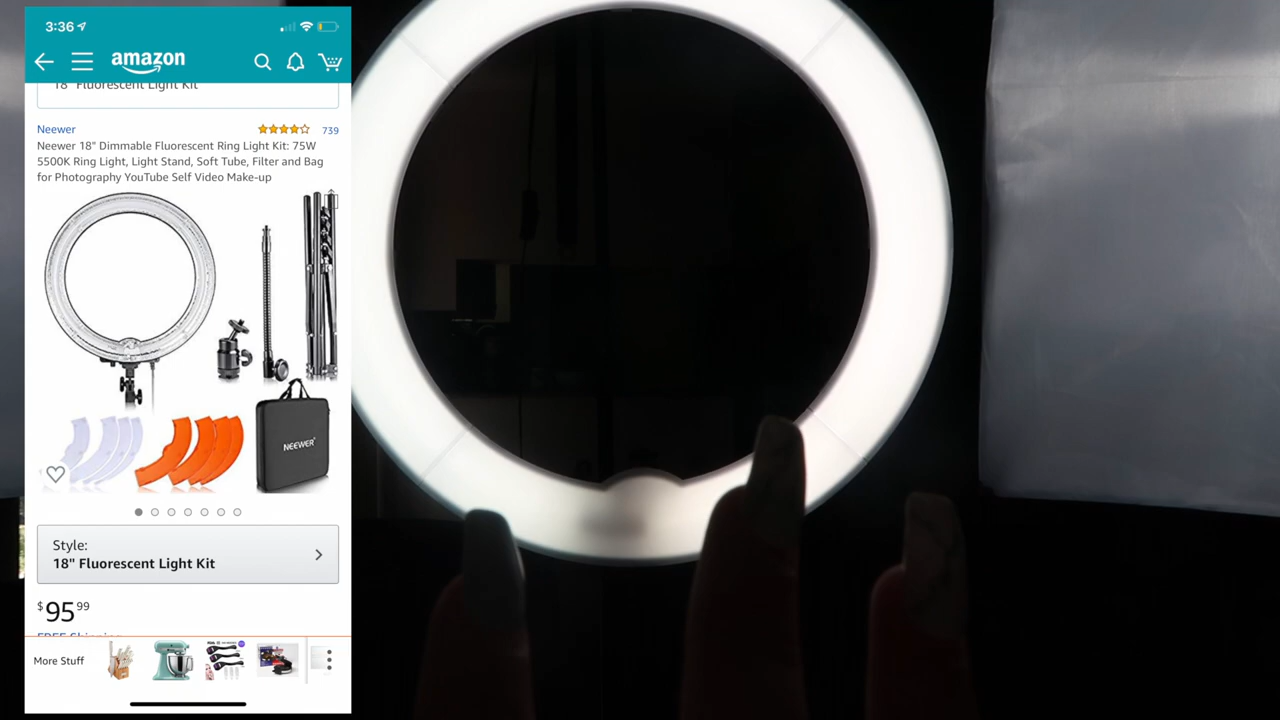 3:36
amazon
18" Fluorescent Light Kit
Neewer
739
Neewer 18" Dimmable Fluorescent Ring Light Kit: 75W
5500K Ring Light, Light Stand, Soft Tube, Filter and Bag
for Photography YouTube Self Video Make-up
NEEWER
Style:
18" Fluorescent Light Kit
$95.99
FREE Shipping
More Stuff